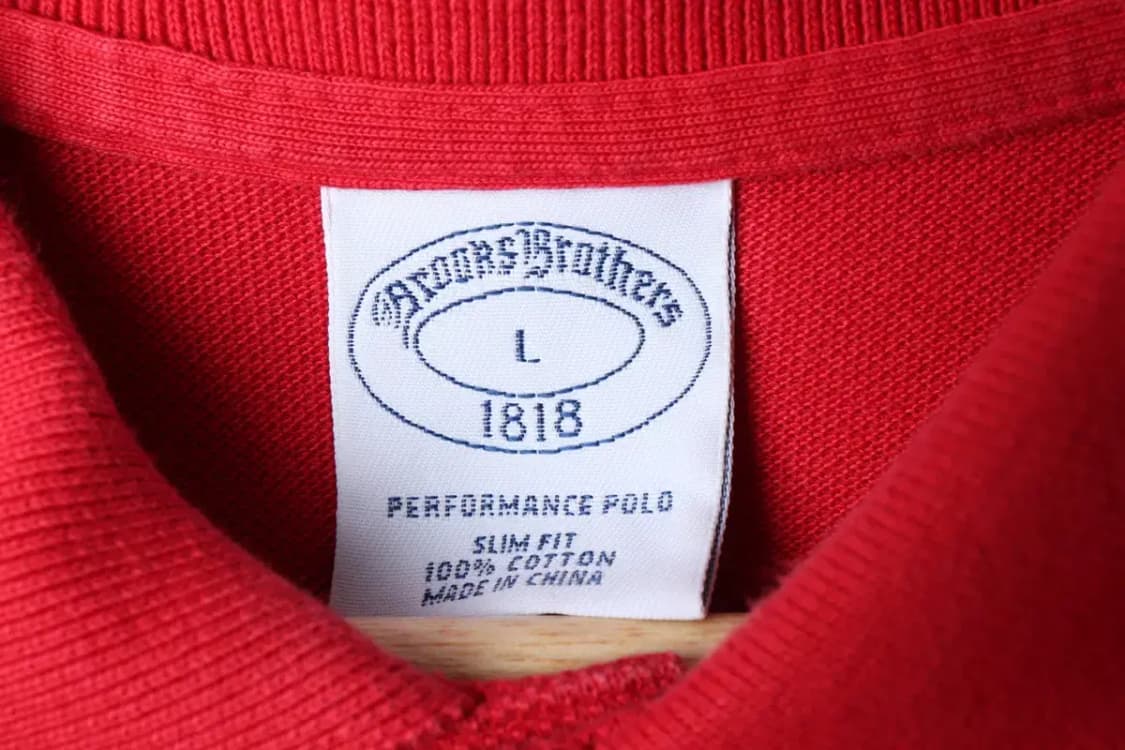 Brooks Brothers
L
1818
PERFORMANCE POLO
SLIM FIT
100% COTTON
MADE IN CHINA